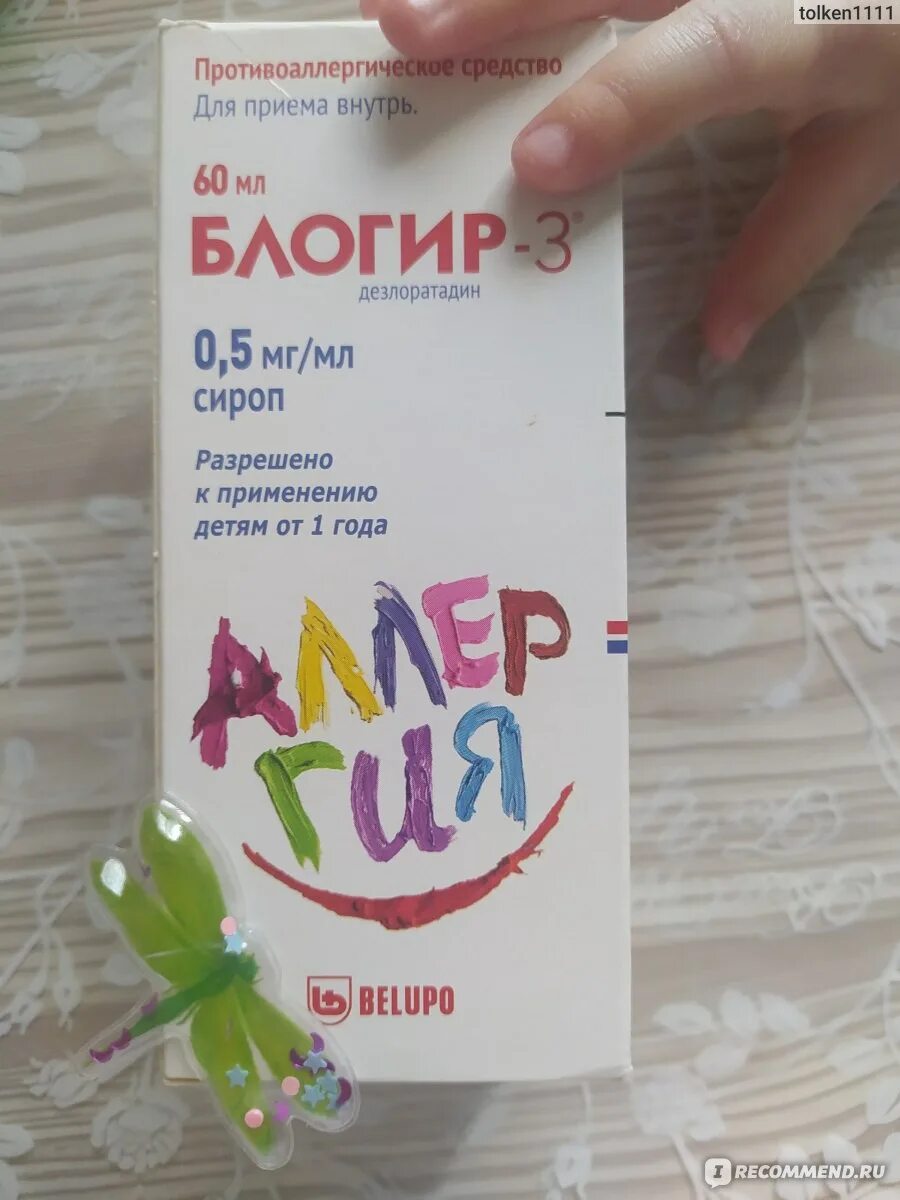 tolken1111
Противоаллергическое средство
Для приема внутрь.
60 мл
БЛОГИР-3®
дезлоратадин
0,5 мг/мл
сироп
Разрешено
к применению
детям от 1 года
АЛЛЕР
ГИЯ
BELUPO
IRECOMMEND.RU